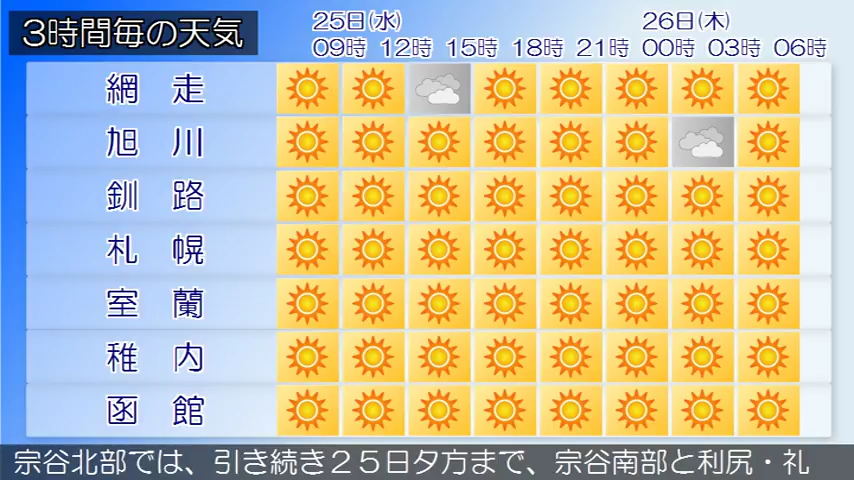 3時間毎の天気
25日(水) 26日(木)
09時 12時 15時 18時 21時 00時 03時 06時
網走
旭川
釧路
札幌
室蘭
稚内
函館
宗谷北部では、引き続き２５日夕方まで、宗谷南部と利尻・礼